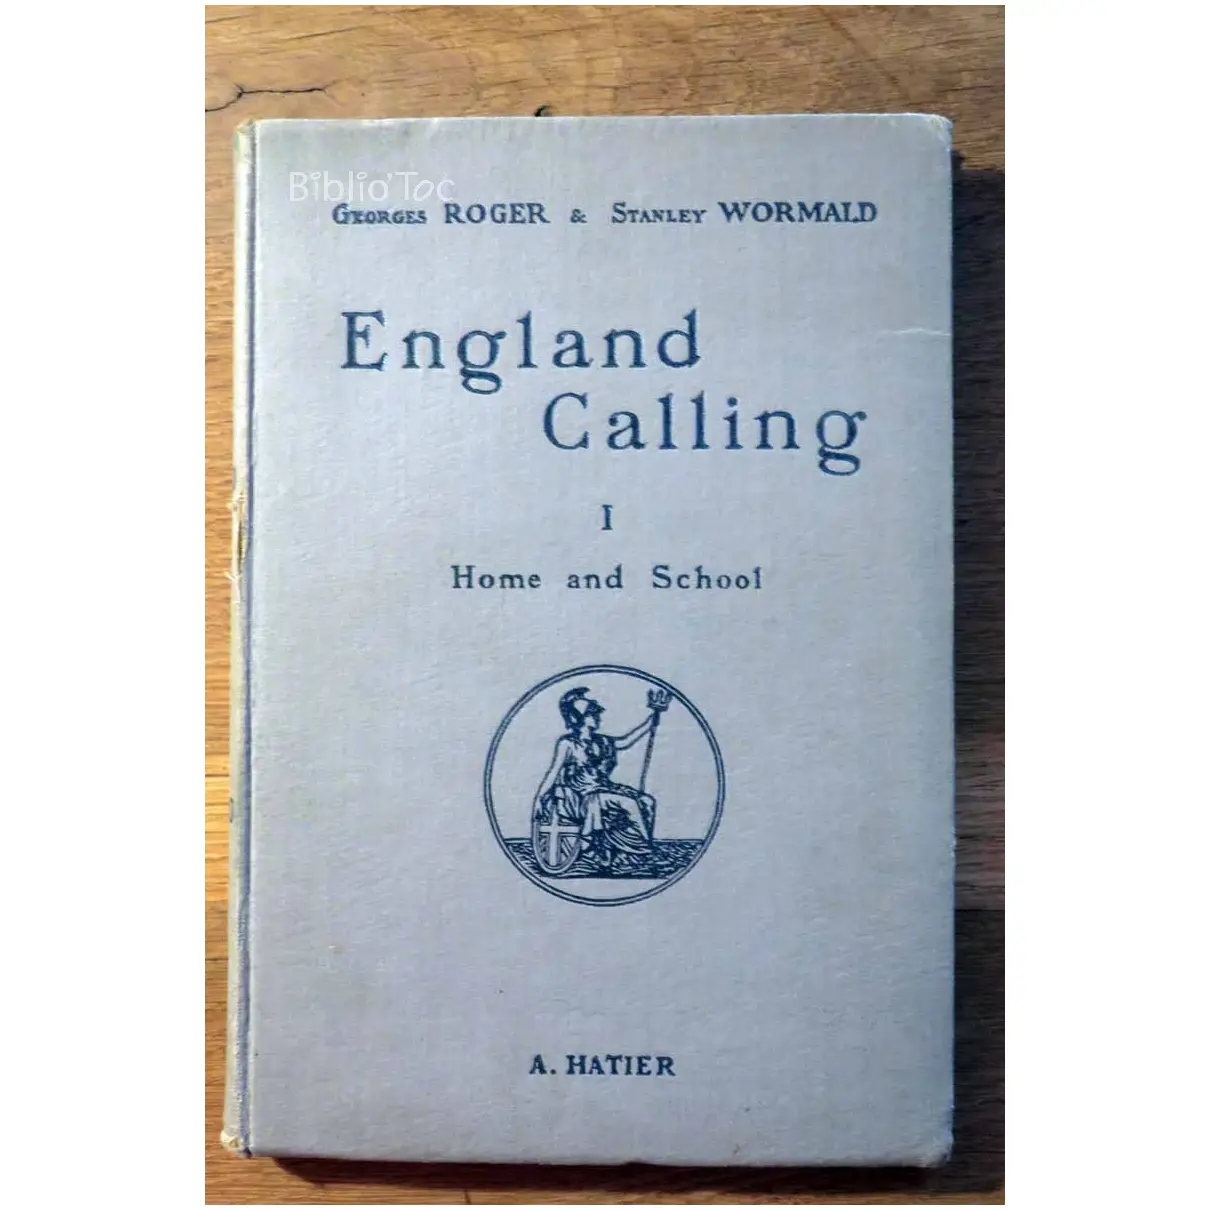 Biblio'Toc
Georges ROGER & Stanley WORMALD
England
Calling
I
Home and School
A. HATIER